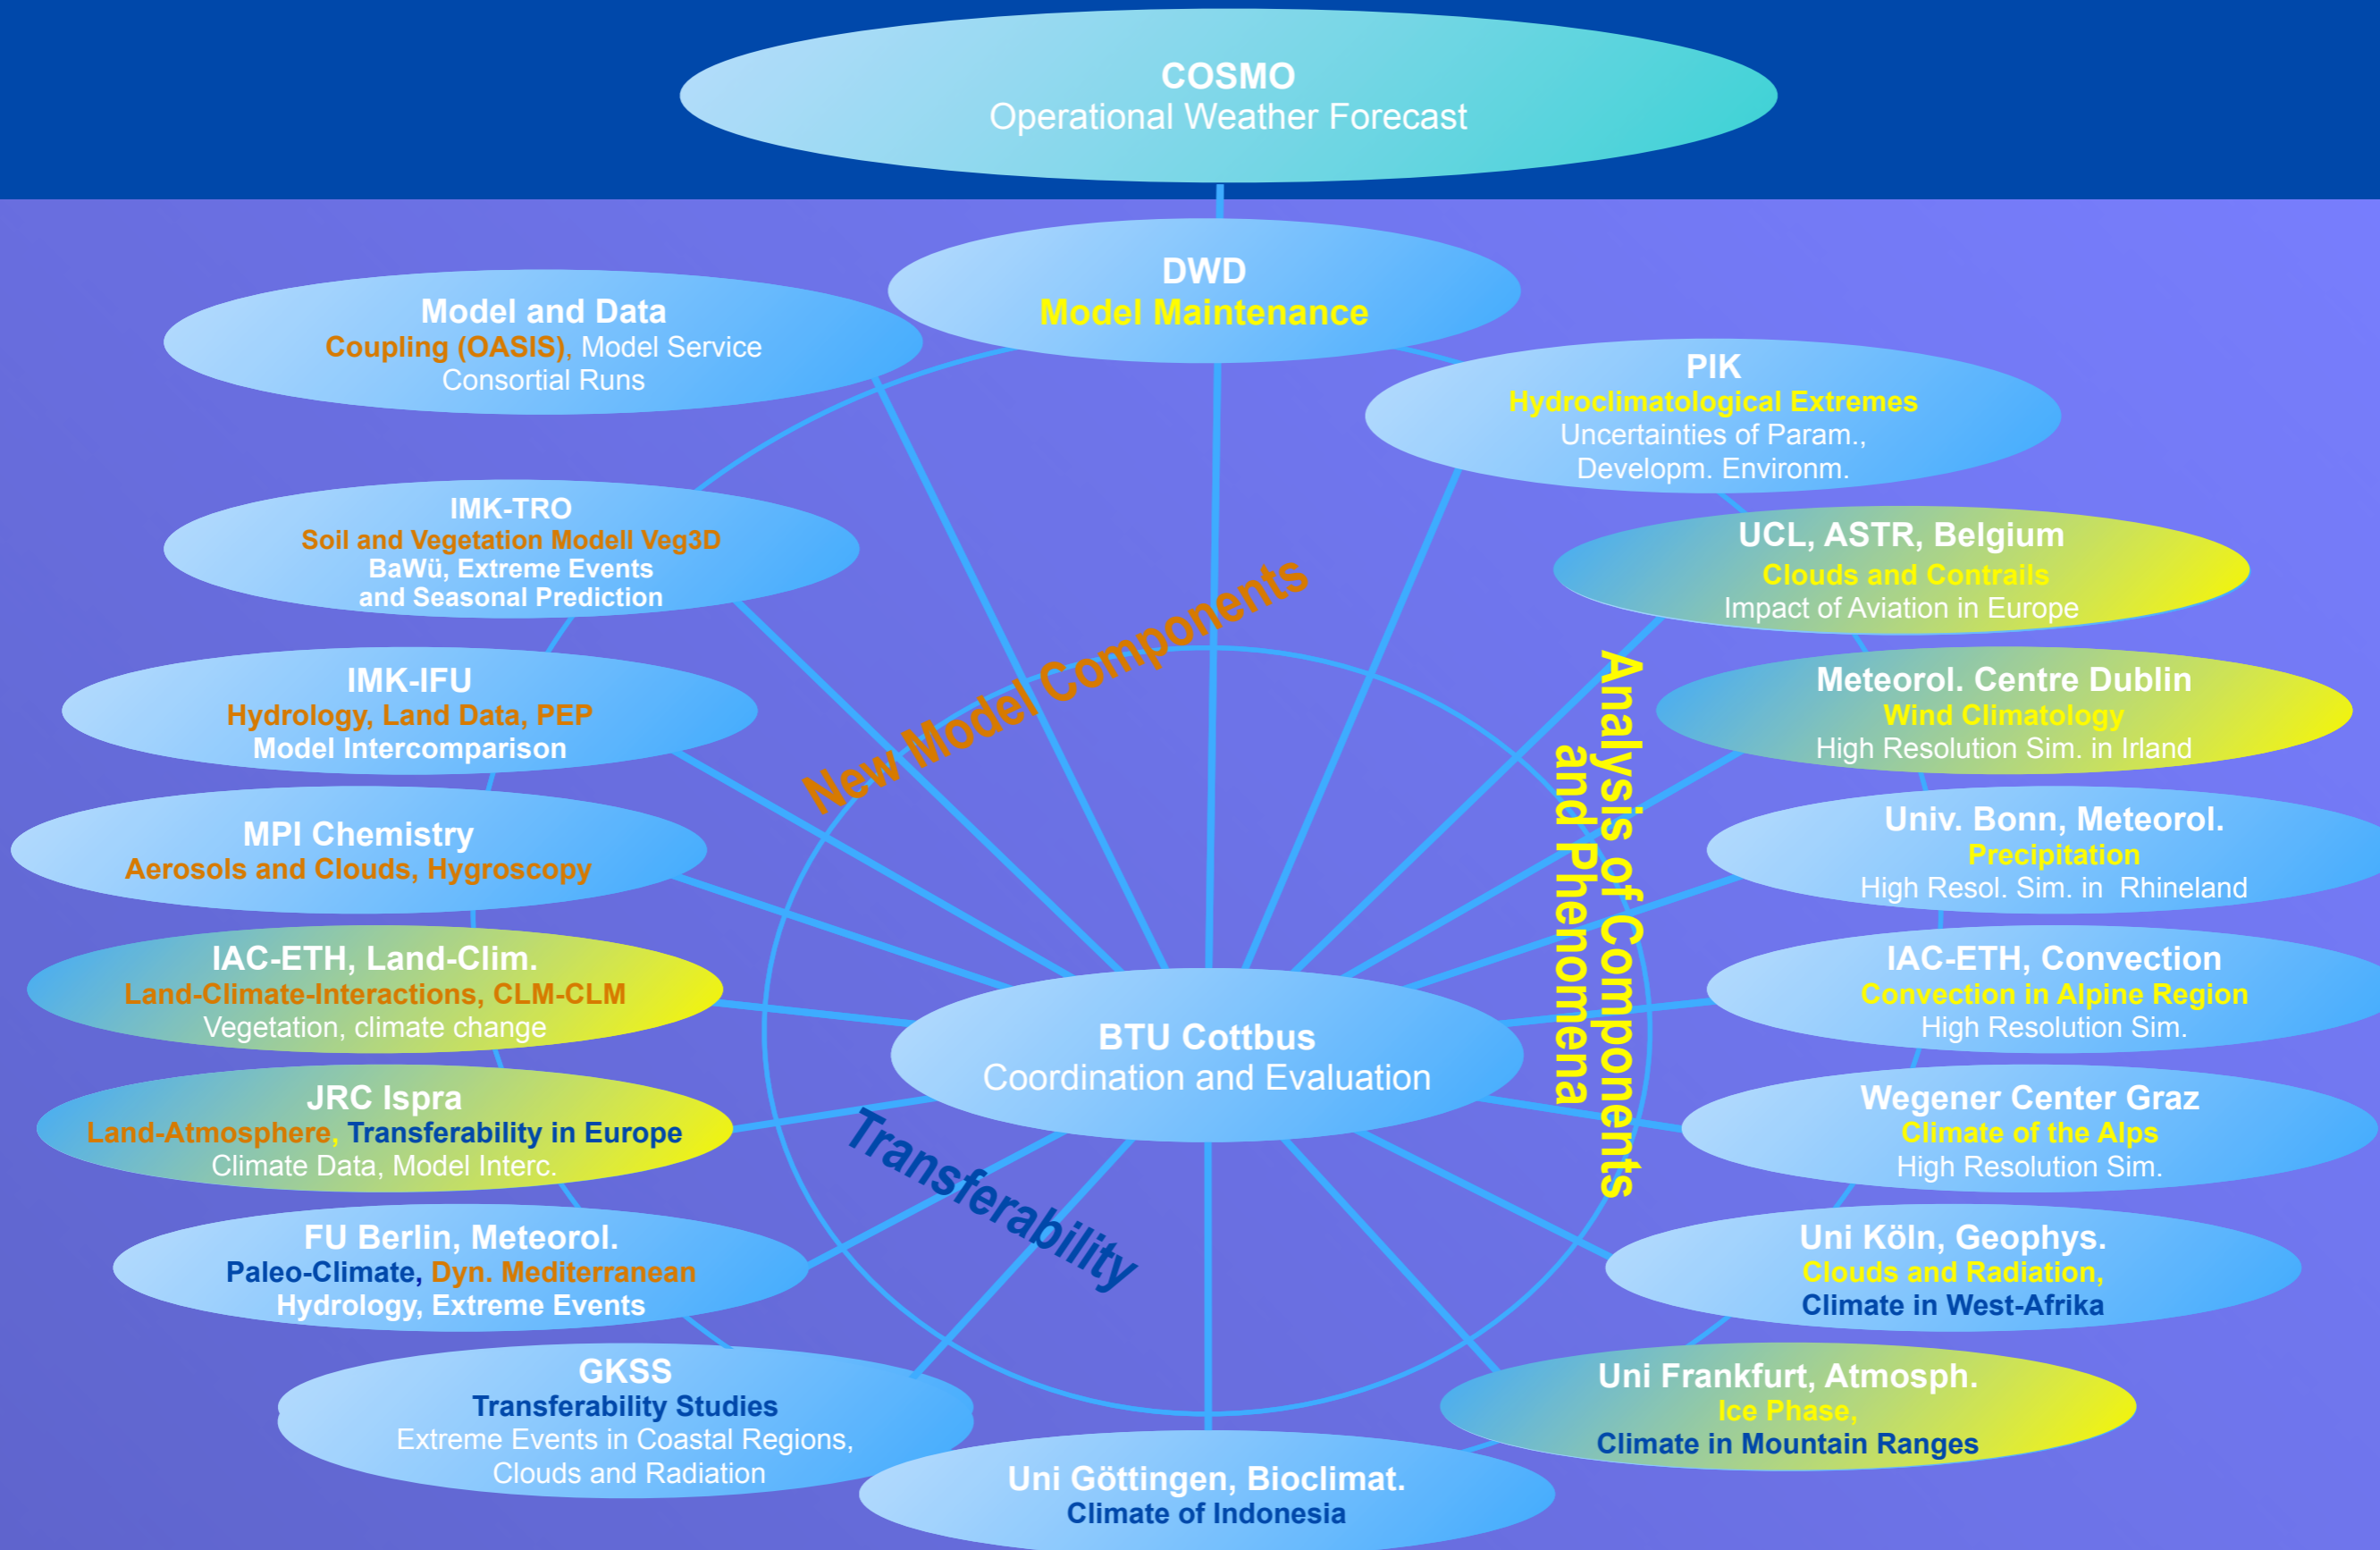 COSMO
Operational Weather Forecast
DWD
Model Maintenance
Model and Data
Coupling (OASIS), Model Service
Consortial Runs
PIK
Hydroclimatological Extremes
Uncertainties of Param.,
Developm. Environm.
IMK-TRO
Soil and Vegetation Modell Veg3D
BaWü, Extreme Events
and Seasonal Prediction
UCL, ASTR, Belgium
Clouds and Contrails
Impact of Aviation in Europe
New Model Components
IMK-IFU
Hydrology, Land Data, PEP
Model Intercomparison
Meteorol. Centre Dublin
Wind Climatology
High Resolution Sim. in Irland
Analysis of Components
and Phenomena
MPI Chemistry
Aerosols and Clouds, Hygroscopy
Univ. Bonn, Meteorol.
Precipitation
High Resol. Sim. in Rhineland
IAC-ETH, Land-Clim.
Land-Climate-Interactions, CLM-CLM
Vegetation, climate change
IAC-ETH, Convection
Convection in Alpine Region
High Resolution Sim.
BTU Cottbus
Coordination and Evaluation
JRC Ispra
Land-Atmosphere, Transferability in Europe
Climate Data, Model Interc.
Wegener Center Graz
Climate of the Alps
High Resolution Sim.
Transferability
FU Berlin, Meteorol.
Paleo-Climate, Dyn. Mediterranean
Hydrology, Extreme Events
Uni Köln, Geophys.
Clouds and Radiation,
Climate in West-Afrika
GKSS
Transferability Studies
Extreme Events in Coastal Regions,
Clouds and Radiation
Uni Frankfurt, Atmosph.
Ice Phase,
Climate in Mountain Ranges
Uni Göttingen, Bioclimat.
Climate of Indonesia